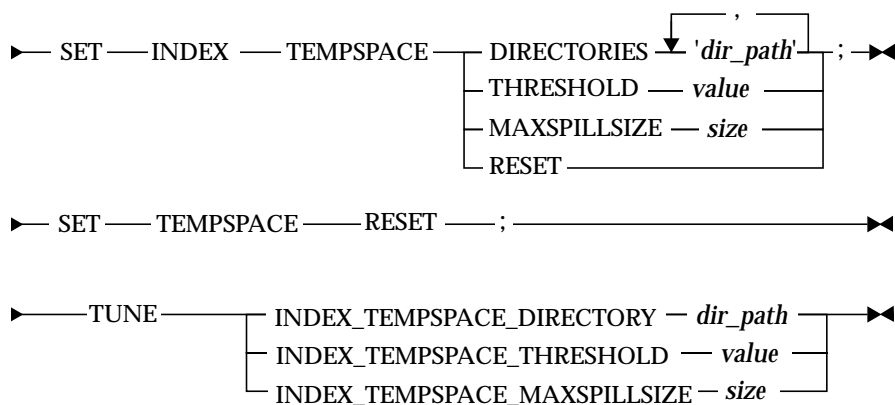 ,
SET INDEX TEMPSPACE DIRECTORIES 'dir_path' ;
THRESHOLD value
MAXSPILLSIZE size
RESET
SET TEMPSPACE RESET ;
TUNE INDEX_TEMPSPACE_DIRECTORY dir_path
INDEX_TEMPSPACE_THRESHOLD value
INDEX_TEMPSPACE_MAXSPILLSIZE size